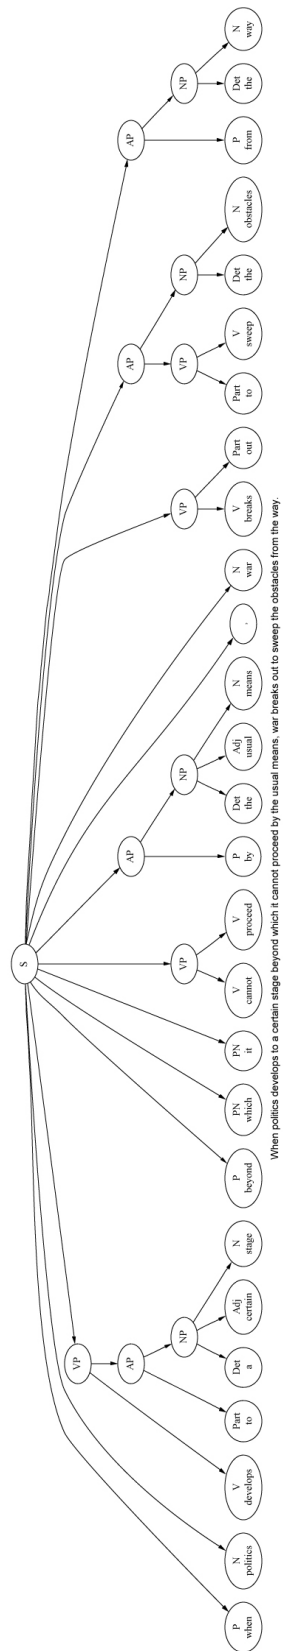 S
VP
AP AP AP AP
NP VP NP VP VP NP NP
P N V Part Det Adj N P PN PN V V P Det Adj N N V Part Part V Det N P Det N
when politics develops to a certain stage beyond which it cannot proceed by the usual means , war breaks out to sweep the obstacles from the way
When politics develops to a certain stage beyond which it cannot proceed by the usual means, war breaks out to sweep the obstacles from the way.